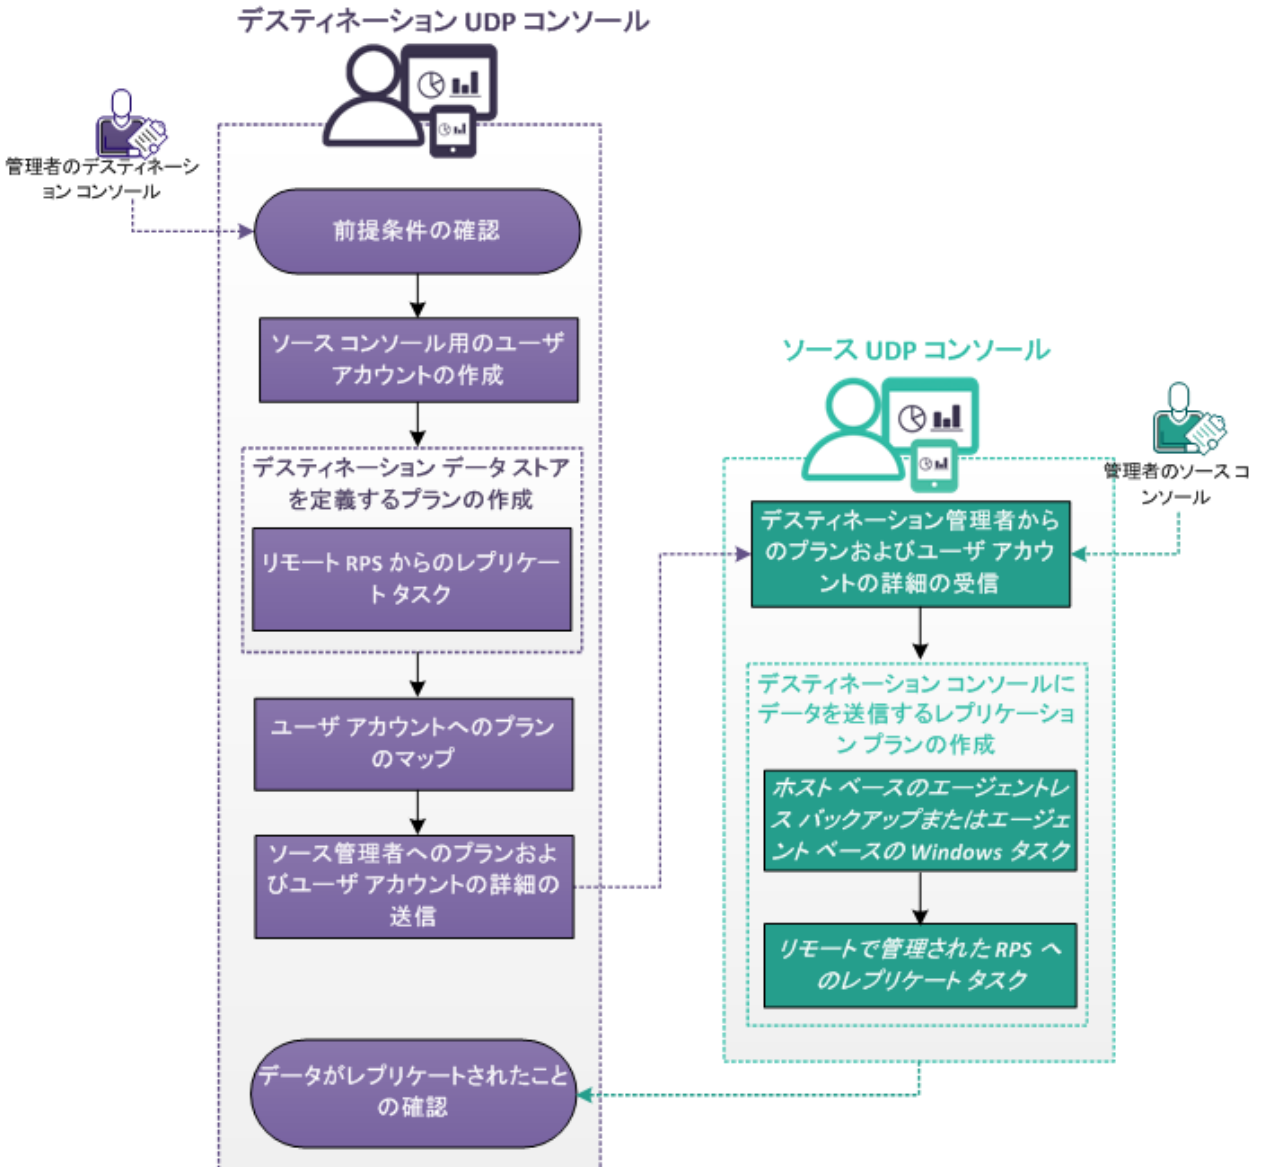 デスティネーション UDP コンソール
管理者のデスティネーシ
ョン コンソール
前提条件の確認
ソース コンソール用のユーザ
アカウントの作成
デスティネーション データ ストア
を定義するプランの作成
リモート RPS からのレプリケー
ト タスク
ユーザ アカウントへのプラン
のマップ
ソース管理者へのプランおよ
びユーザ アカウントの詳細の
送信
データがレプリケートされたこと
の確認
ソース UDP コンソール
管理者のソース コ
ンソール
デスティネーション管理者から
のプランおよびユーザ アカウ
ントの詳細の受信
デスティネーション コンソールに
データを送信するレプリケーショ
ン プランの作成
ホスト ベースのエージェントレ
ス バックアップまたはエージェ
ント ベースの Windows タスク
リモートで管理された RPS へ
のレプリケート タスク